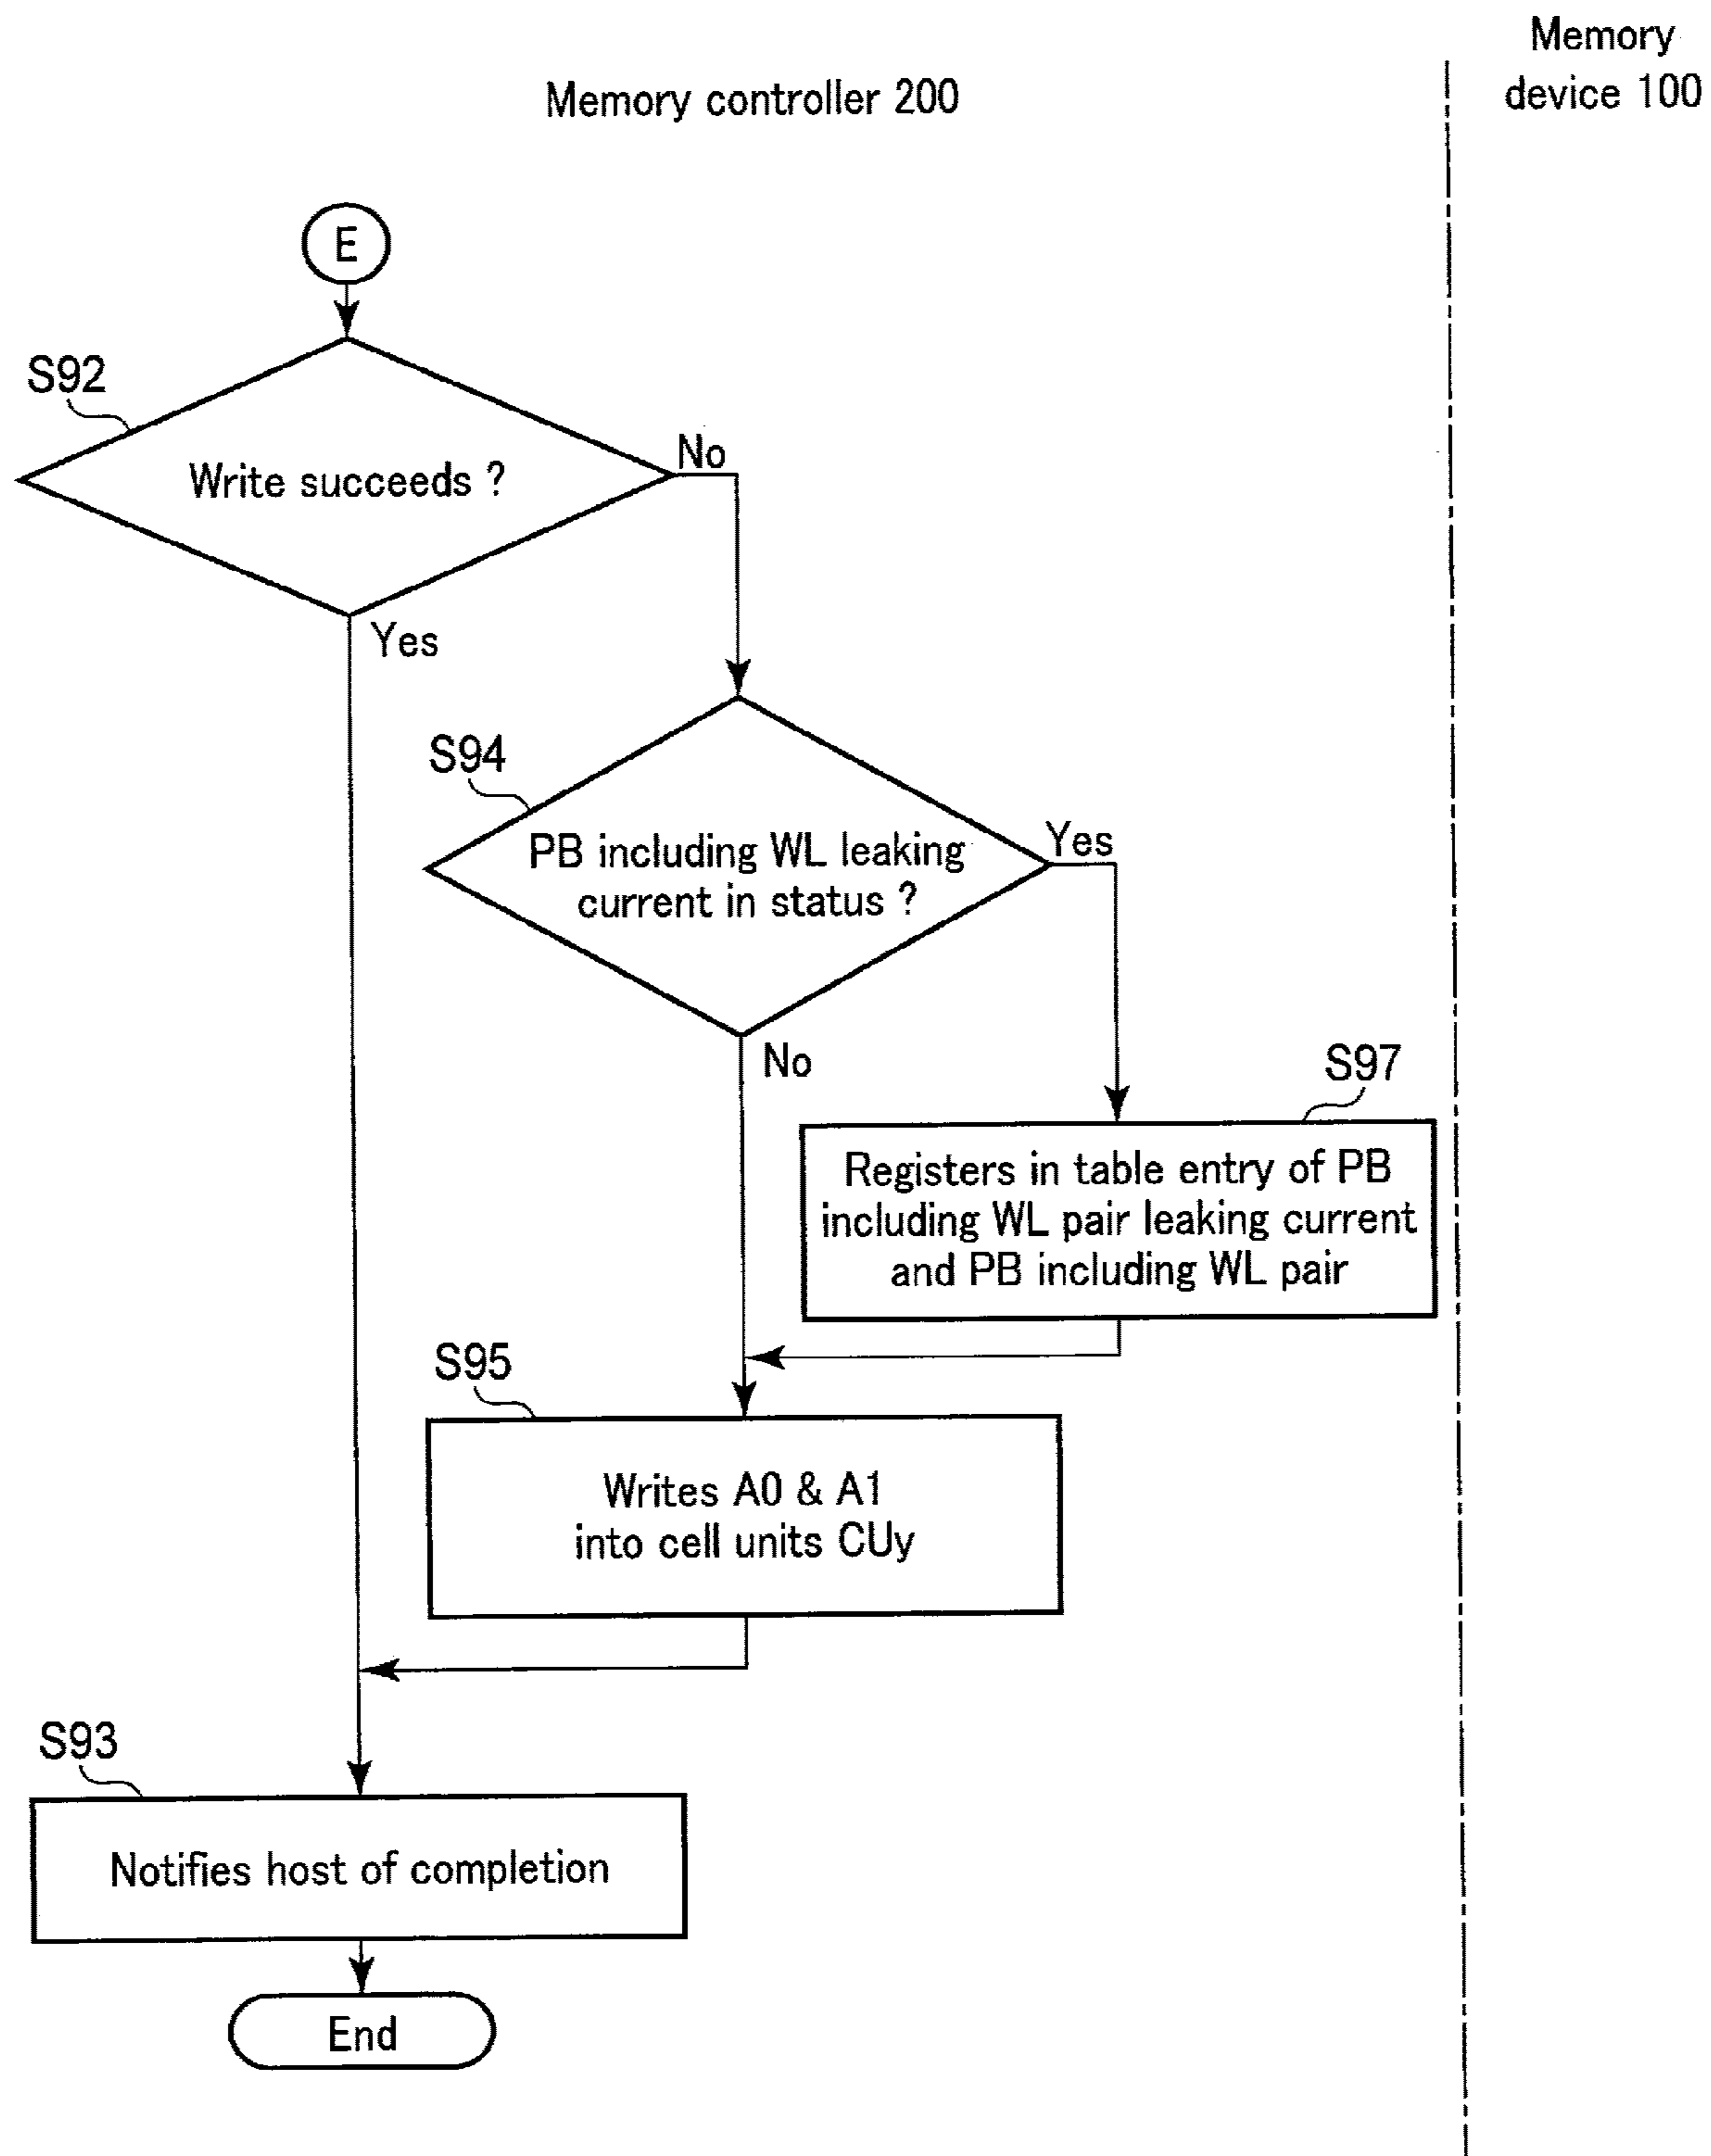 Memory
device 100
Memory controller 200
E
S92
Write succeeds ?
No
Yes
S94
PB including WL leaking
current in status ?
Yes
No
S97
Registers in table entry of PB
including WL pair leaking current
and PB including WL pair
S95
Writes A0 & A1
into cell units CUy
S93
Notifies host of completion
End